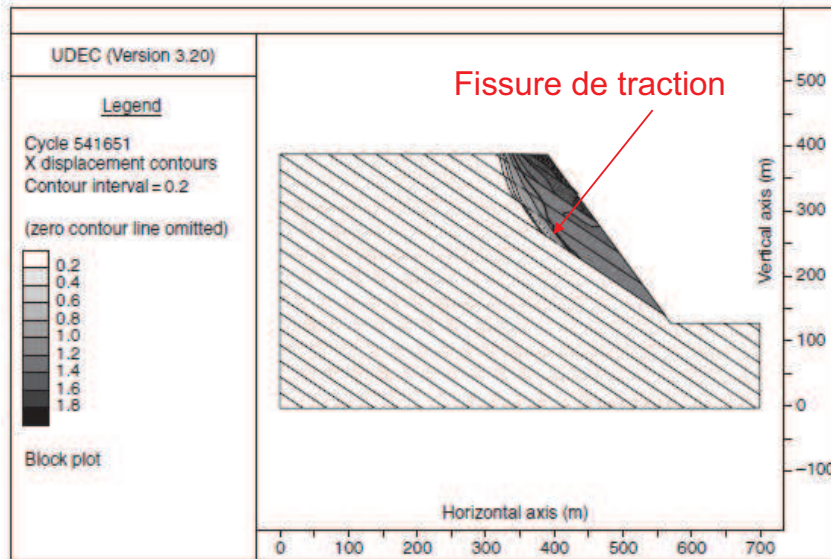 UDEC (Version 3.20)
Legend
Cycle 541651
X displacement contours
Contour interval = 0.2
(zero contour line omitted)
0.2
0.4
0.6
0.8
1.0
1.2
1.4
1.6
1.8
Block plot
Fissure de traction
500
400
300
200
100
0
−100
Vertical axis (m)
Horizontal axis (m)
0 100 200 300 400 500 600 700